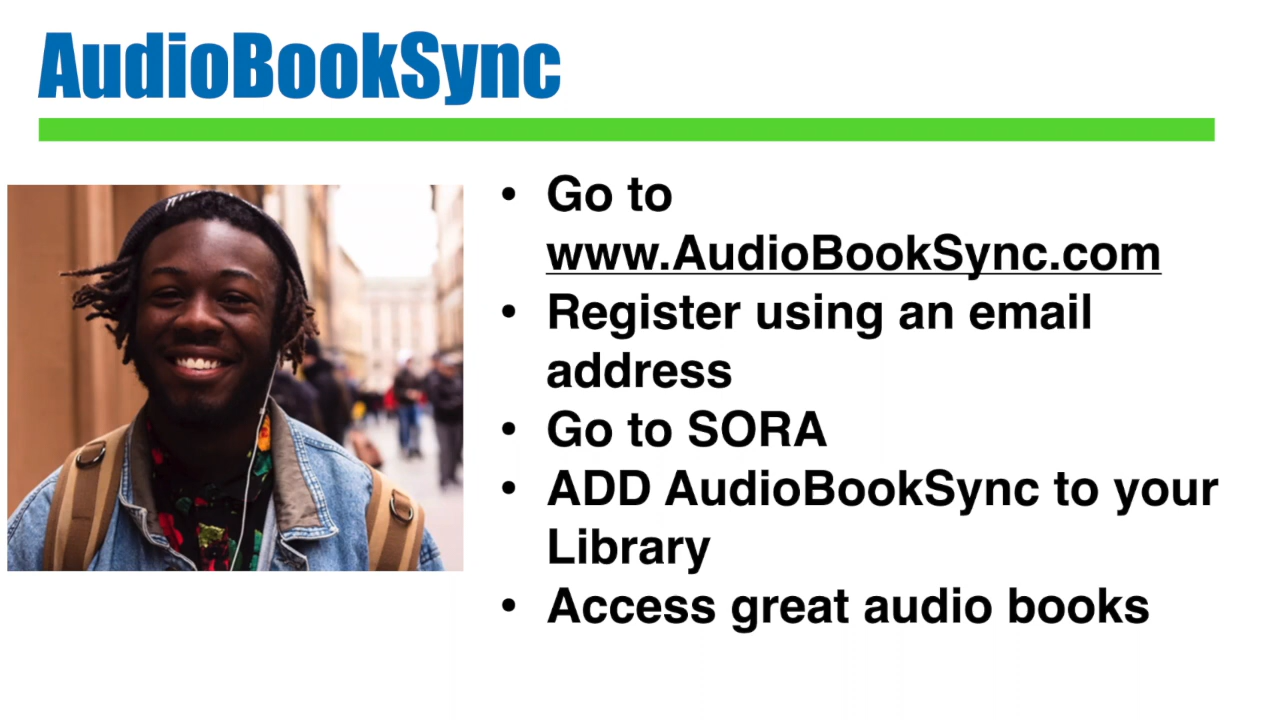 AudioBookSync
• Go to
www.AudioBookSync.com
• Register using an email
address
• Go to SORA
• ADD AudioBookSync to your
Library
• Access great audio books